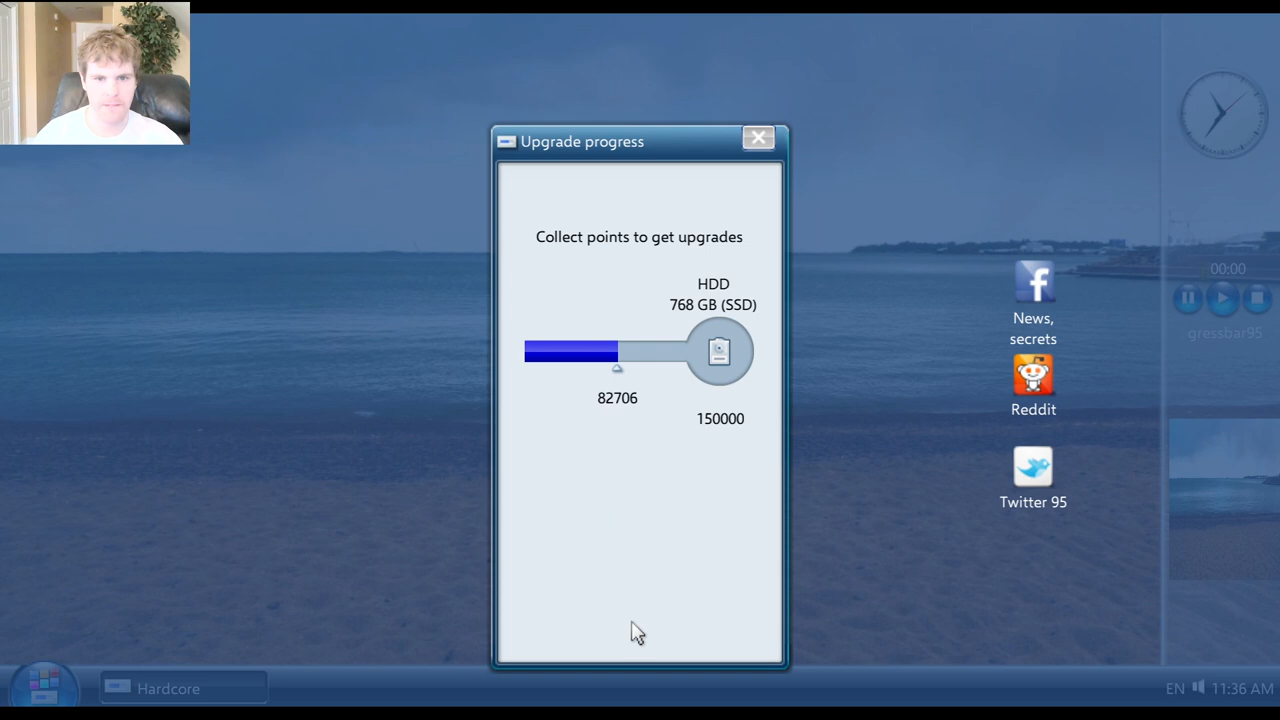 Upgrade progress
Collect points to get upgrades
HDD
768 GB (SSD)
82706
150000
00:00
gressbar95
News,
secrets
Reddit
Twitter 95
Hardcore
EN
11:36 AM